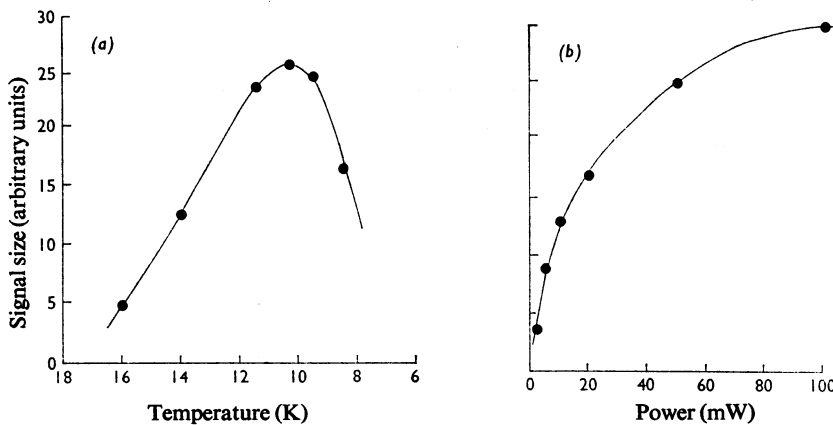 (a)
30
25
20
15
10
5
0
Signal size (arbitrary units)
18 16 14 12 10 8 6
Temperature (K)
(b)
0 20 40 60 80 100
Power (mW)